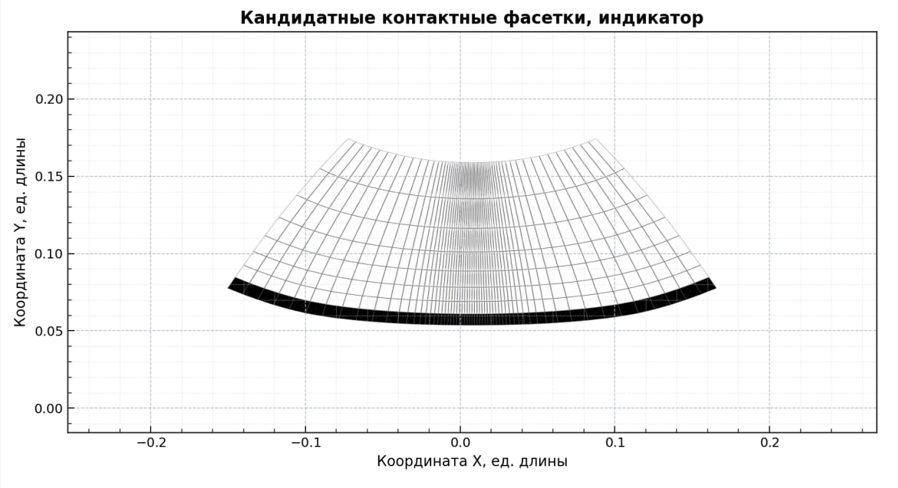 Кандидатные контактные фасетки, индикатор
Координата Y, ед. длины
0.20
0.15
0.10
0.05
0.00
−0.2 −0.1 0.0 0.1 0.2
Координата X, ед. длины